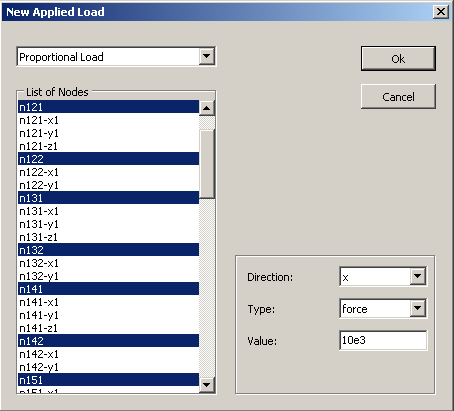 New Applied Load
Proportional Load
Ok
Cancel
List of Nodes
n121
n121-x1
n121-y1
n121-z1
n122
n122-x1
n122-y1
n131
n131-x1
n131-y1
n131-z1
n132
n132-x1
n132-y1
n141
n141-x1
n141-y1
n141-z1
n142
n142-x1
n142-y1
n151
n151-x1
Direction:
x
Type:
force
Value:
10e3